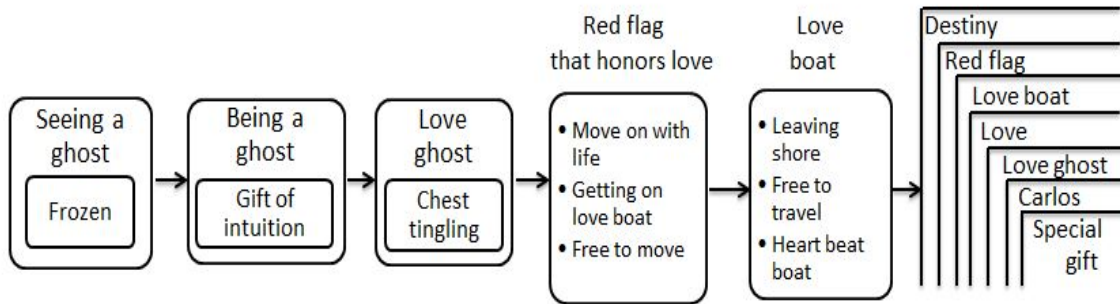 Seeing a
ghost
Frozen
Being a
ghost
Gift of
intuition
Love
ghost
Chest
tingling
Red flag
that honors love
• Move on with
life
• Getting on
love boat
• Free to move
Love
boat
• Leaving
shore
• Free to
travel
• Heart beat
boat
Destiny
Red flag
Love boat
Love
Love ghost
Carlos
Special
gift